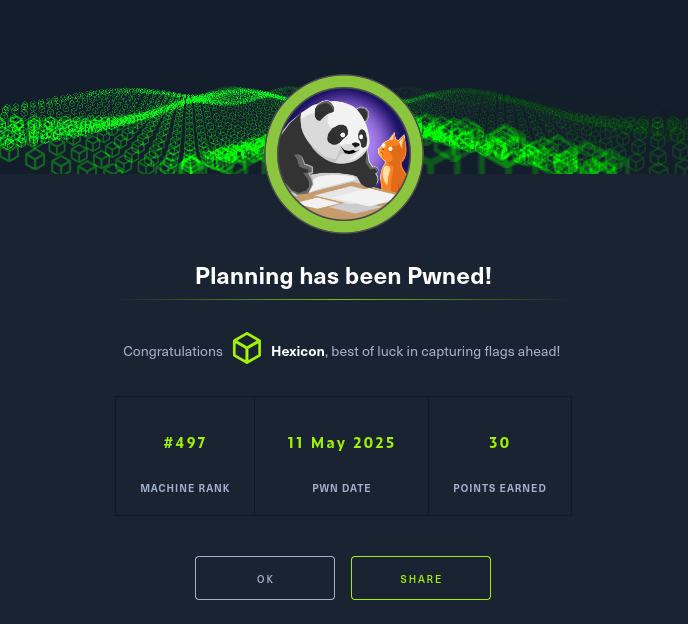 Planning has been Pwned!
Congratulations Hexicon, best of luck in capturing flags ahead!
#497 11 May 2025 30
MACHINE RANK PWN DATE POINTS EARNED
OK SHARE